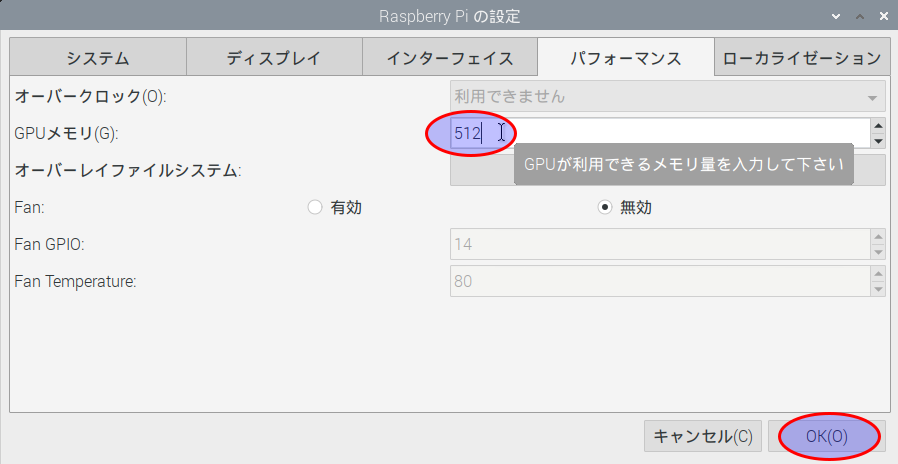 Raspberry Pi の設定
システム ディスプレイ インターフェイス パフォーマンス ローカライゼーション
オーバークロック(O): 利用できません
GPUメモリ(G): 512
GPUが利用できるメモリ量を入力して下さい
オーバーレイファイルシステム:
Fan: 有効 無効
Fan GPIO: 14
Fan Temperature: 80
キャンセル(C) OK(O)